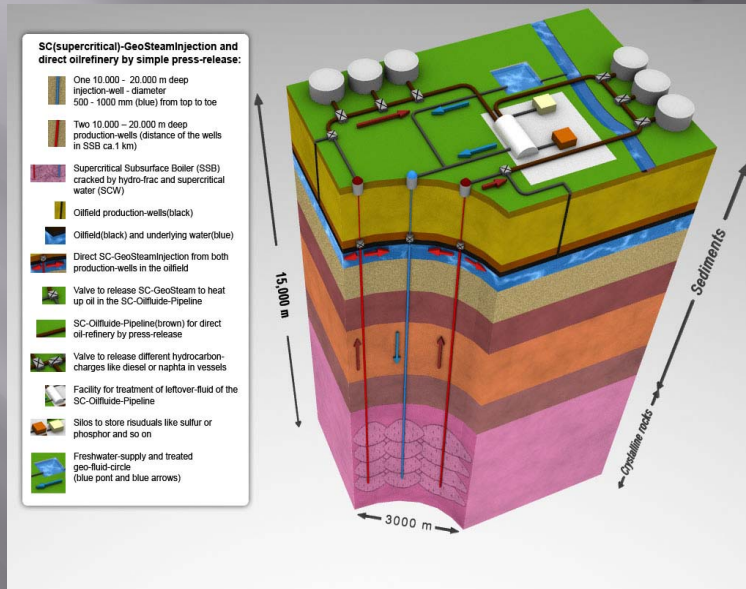 SC(supercritical)-GeoSteamInjection and
direct oilrefinery by simple press-release:
One 10.000 - 20.000 m deep
injection-well - diameter
500 - 1000 mm (blue) from top to toe
Two 10.000 – 20.000 m deep
production-wells (distance of the wells
in SSB ca.1 km)
Supercritical Subsurface Boiler (SSB)
cracked by hydro-frac and supercritical
water (SCW)
Oilfield production-wells(black)
Oilfield(black) and underlying water(blue)
Direct SC-GeoSteamInjection from both
production-wells in the oilfield
Valve to release SC-GeoSteam to heat
up oil in the SC-Oilfluide-Pipeline
SC-Oilfluide-Pipeline(brown) for direct
oil-refinery by press-release
Valve to release different hydrocarbon-
charges like diesel or naphta in vessels
Facility for treatment of leftover-fluid of the
SC-Oilfluide-Pipeline
Silos to store risduals like sulfur or
phosphor and so on
Freshwater-supply and treated
geo-fluid-circle
(blue pont and blue arrows)
15,000 m
3000 m
Sediments
Crystalline rocks